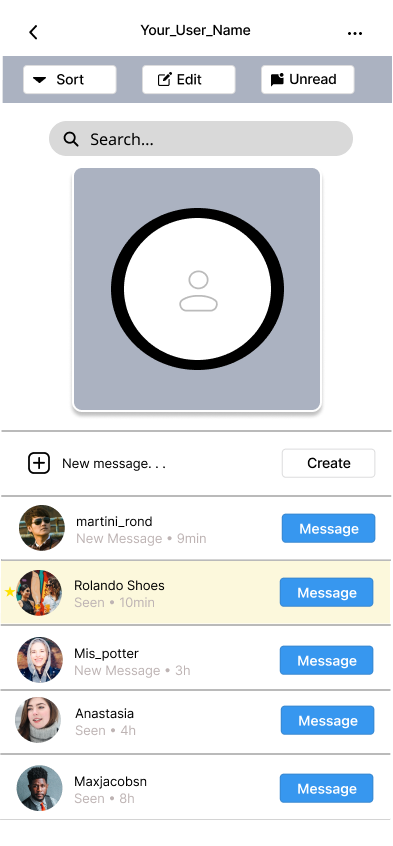 Your_User_Name
Sort
Edit
Unread
Search...
New message. . .
Create
martini_rond
New Message • 9min
Message
Rolando Shoes
Seen • 10min
Message
Mis_potter
New Message • 3h
Message
Anastasia
Seen • 4h
Message
Maxjacobsn
Seen • 8h
Message